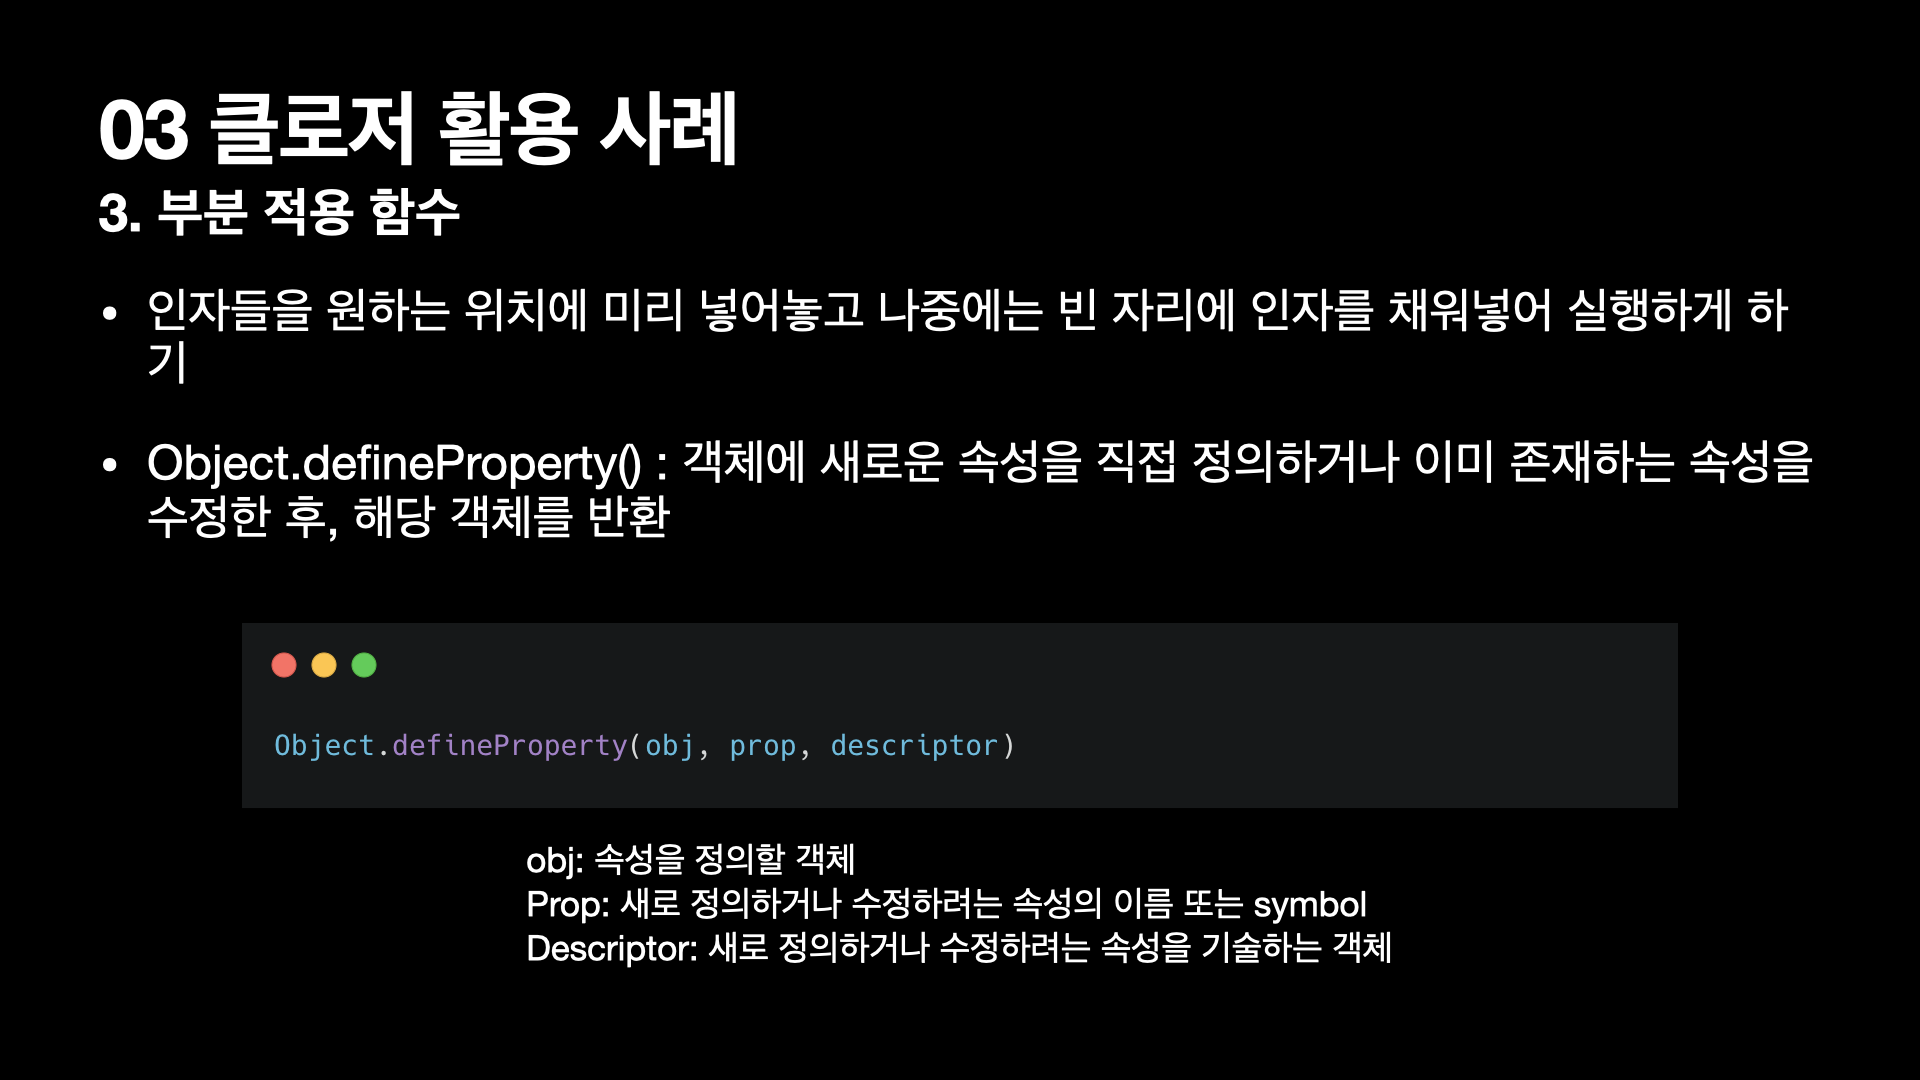 03 클로저 활용 사례
3. 부분 적용 함수
• 인자들을 원하는 위치에 미리 넣어놓고 나중에는 빈 자리에 인자를 채워넣어 실행하게 하
기
• Object.defineProperty() : 객체에 새로운 속성을 직접 정의하거나 이미 존재하는 속성을
수정한 후, 해당 객체를 반환
Object.defineProperty(obj, prop, descriptor)
obj: 속성을 정의할 객체
Prop: 새로 정의하거나 수정하려는 속성의 이름 또는 symbol
Descriptor: 새로 정의하거나 수정하려는 속성을 기술하는 객체